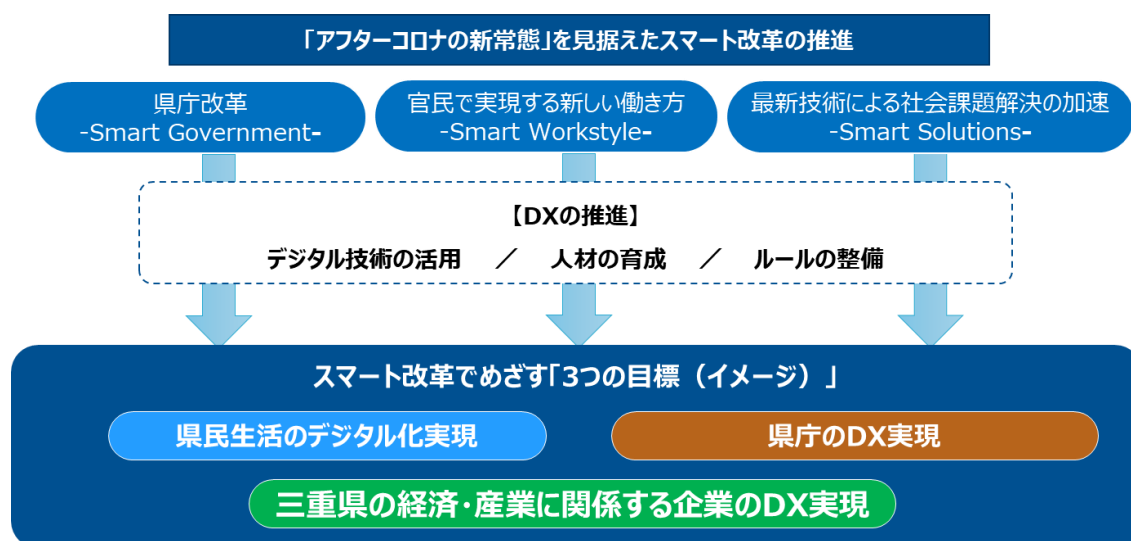 「アフターコロナの新常態」を見据えたスマート改革の推進
県庁改革
-Smart Government-
官民で実現する新しい働き方
-Smart Workstyle-
最新技術による社会課題解決の加速
-Smart Solutions-
【DXの推進】
デジタル技術の活用 ／ 人材の育成 ／ ルールの整備
スマート改革でめざす「3つの目標（イメージ）」
県民生活のデジタル化実現
県庁のDX実現
三重県の経済・産業に関係する企業のDX実現